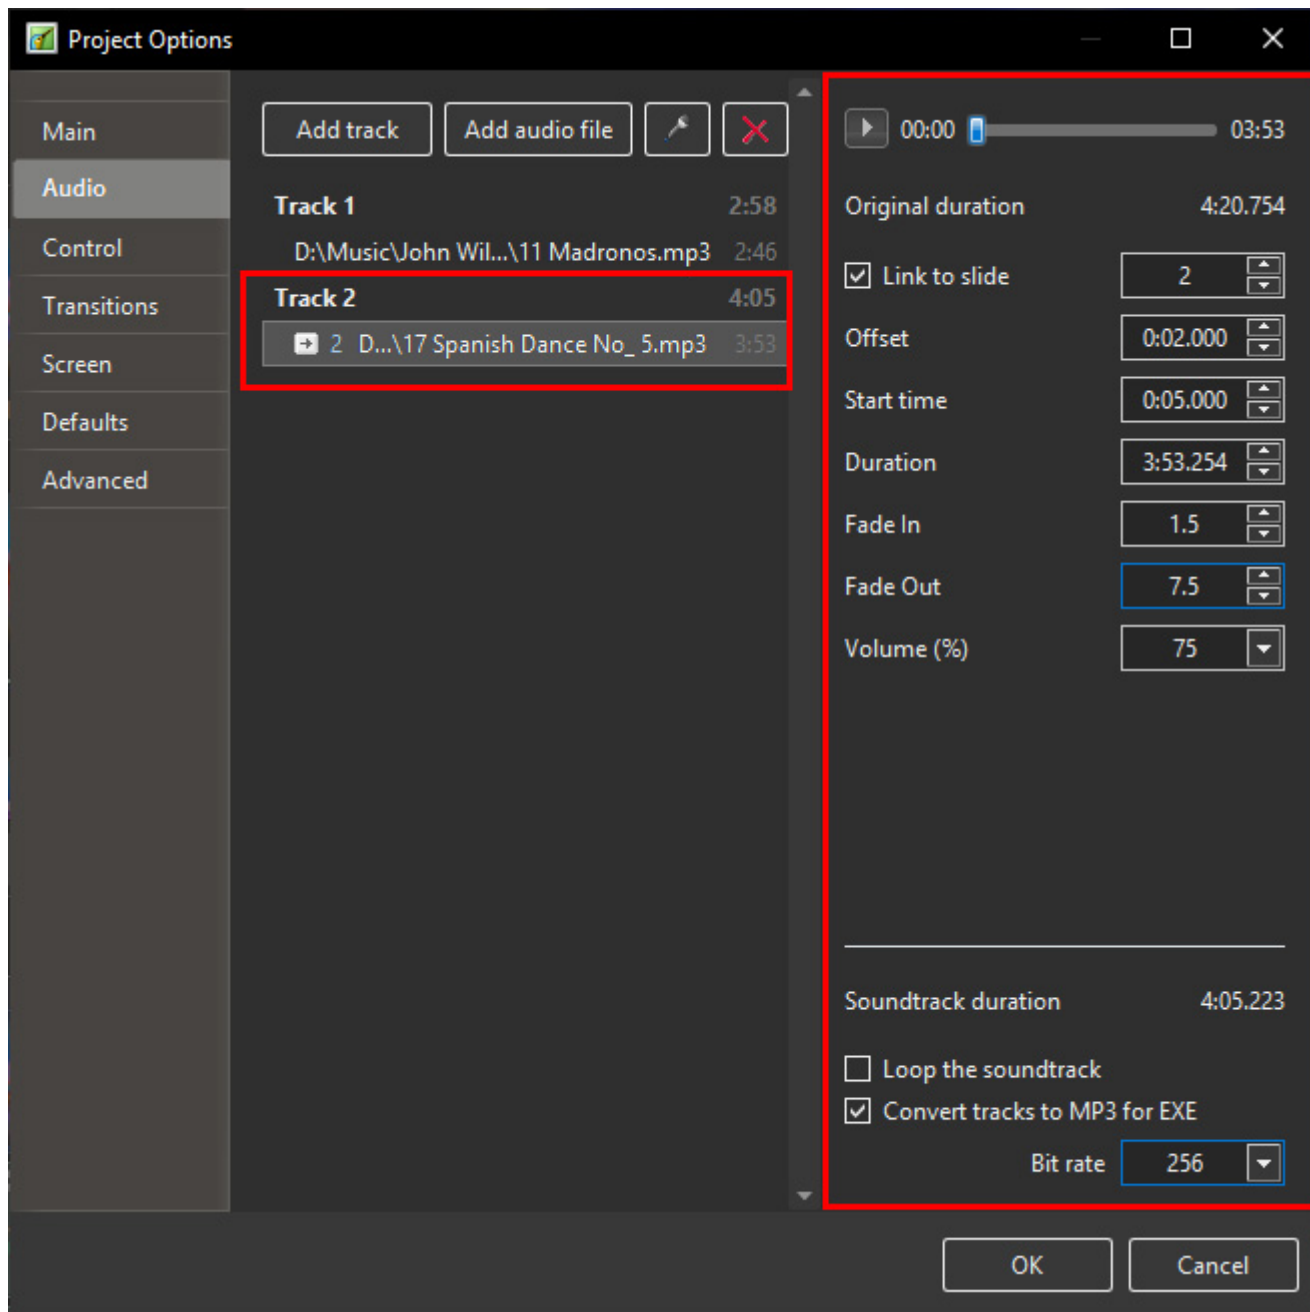 Project Options
Main
Audio
Control
Transitions
Screen
Defaults
Advanced
Add track Add audio file
Track 1 2:58
D:\Music\John Wil...\11 Madronos.mp3 2:46
Track 2 4:05
2 D...\17 Spanish Dance No_ 5.mp3 3:53
00:00 03:53
Original duration 4:20.754
Link to slide 2
Offset 0:02.000
Start time 0:05.000
Duration 3:53.254
Fade In 1.5
Fade Out 7.5
Volume (%) 75
Soundtrack duration 4:05.223
Loop the soundtrack
Convert tracks to MP3 for EXE
Bit rate 256
OK Cancel